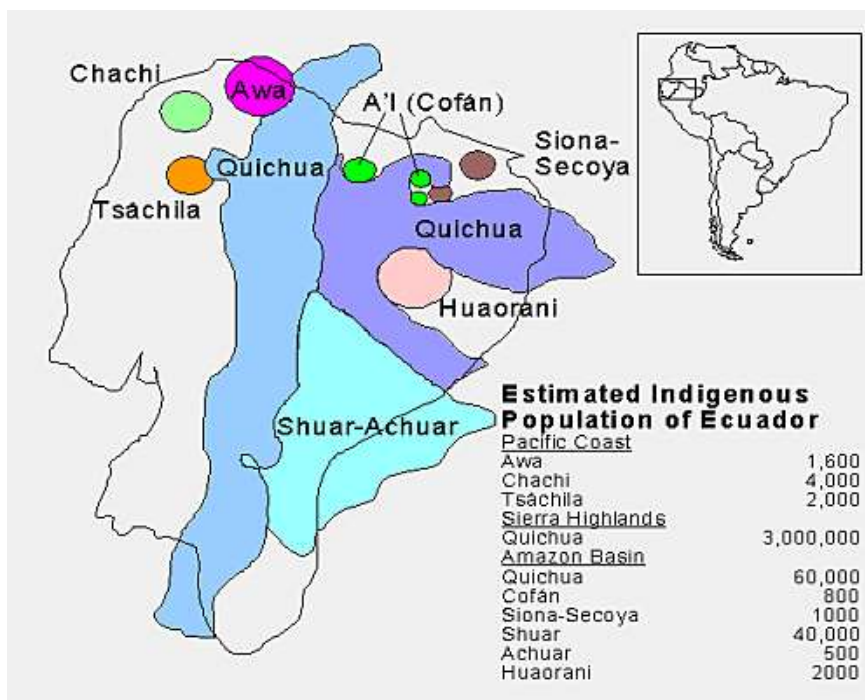 Chachi
Awa
A'I (Cofán)
Siona-
Secoya
Quichua
Tsáchila
Quichua
Huaorani
Shuar-Achuar
Estimated Indigenous
Population of Ecuador
Pacific Coast
Awa 1,600
Chachi 4,000
Tsáchila 2,000
Sierra Highlands
Quichua 3,000,000
Amazon Basin
Quichua 60,000
Cofán 800
Siona-Secoya 1000
Shuar 40,000
Achuar 500
Huaorani 2000